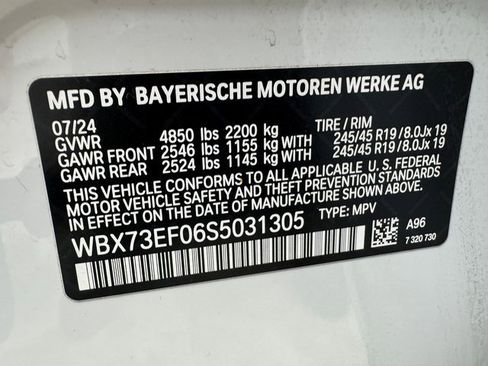 MFD BY BAYERISCHE MOTOREN WERKE AG
07/24 TIRE / RIM
GVWR 4850 lbs 2200 kg
GAWR FRONT 2546 lbs 1155 kg WITH 245/45 R19 / 8.0Jx 19
GAWR REAR 2524 lbs 1145 kg WITH 245/45 R19 / 8.0Jx 19
THIS VEHICLE CONFORMS TO ALL APPLICABLE U. S. FEDERAL
MOTOR VEHICLE SAFETY AND THEFT PREVENTION STANDARDS
IN EFFECT ON THE DATE OF MANUFACTURE SHOWN ABOVE.
WBX73EF06S5031305 TYPE: MPV
A96
7 320 730